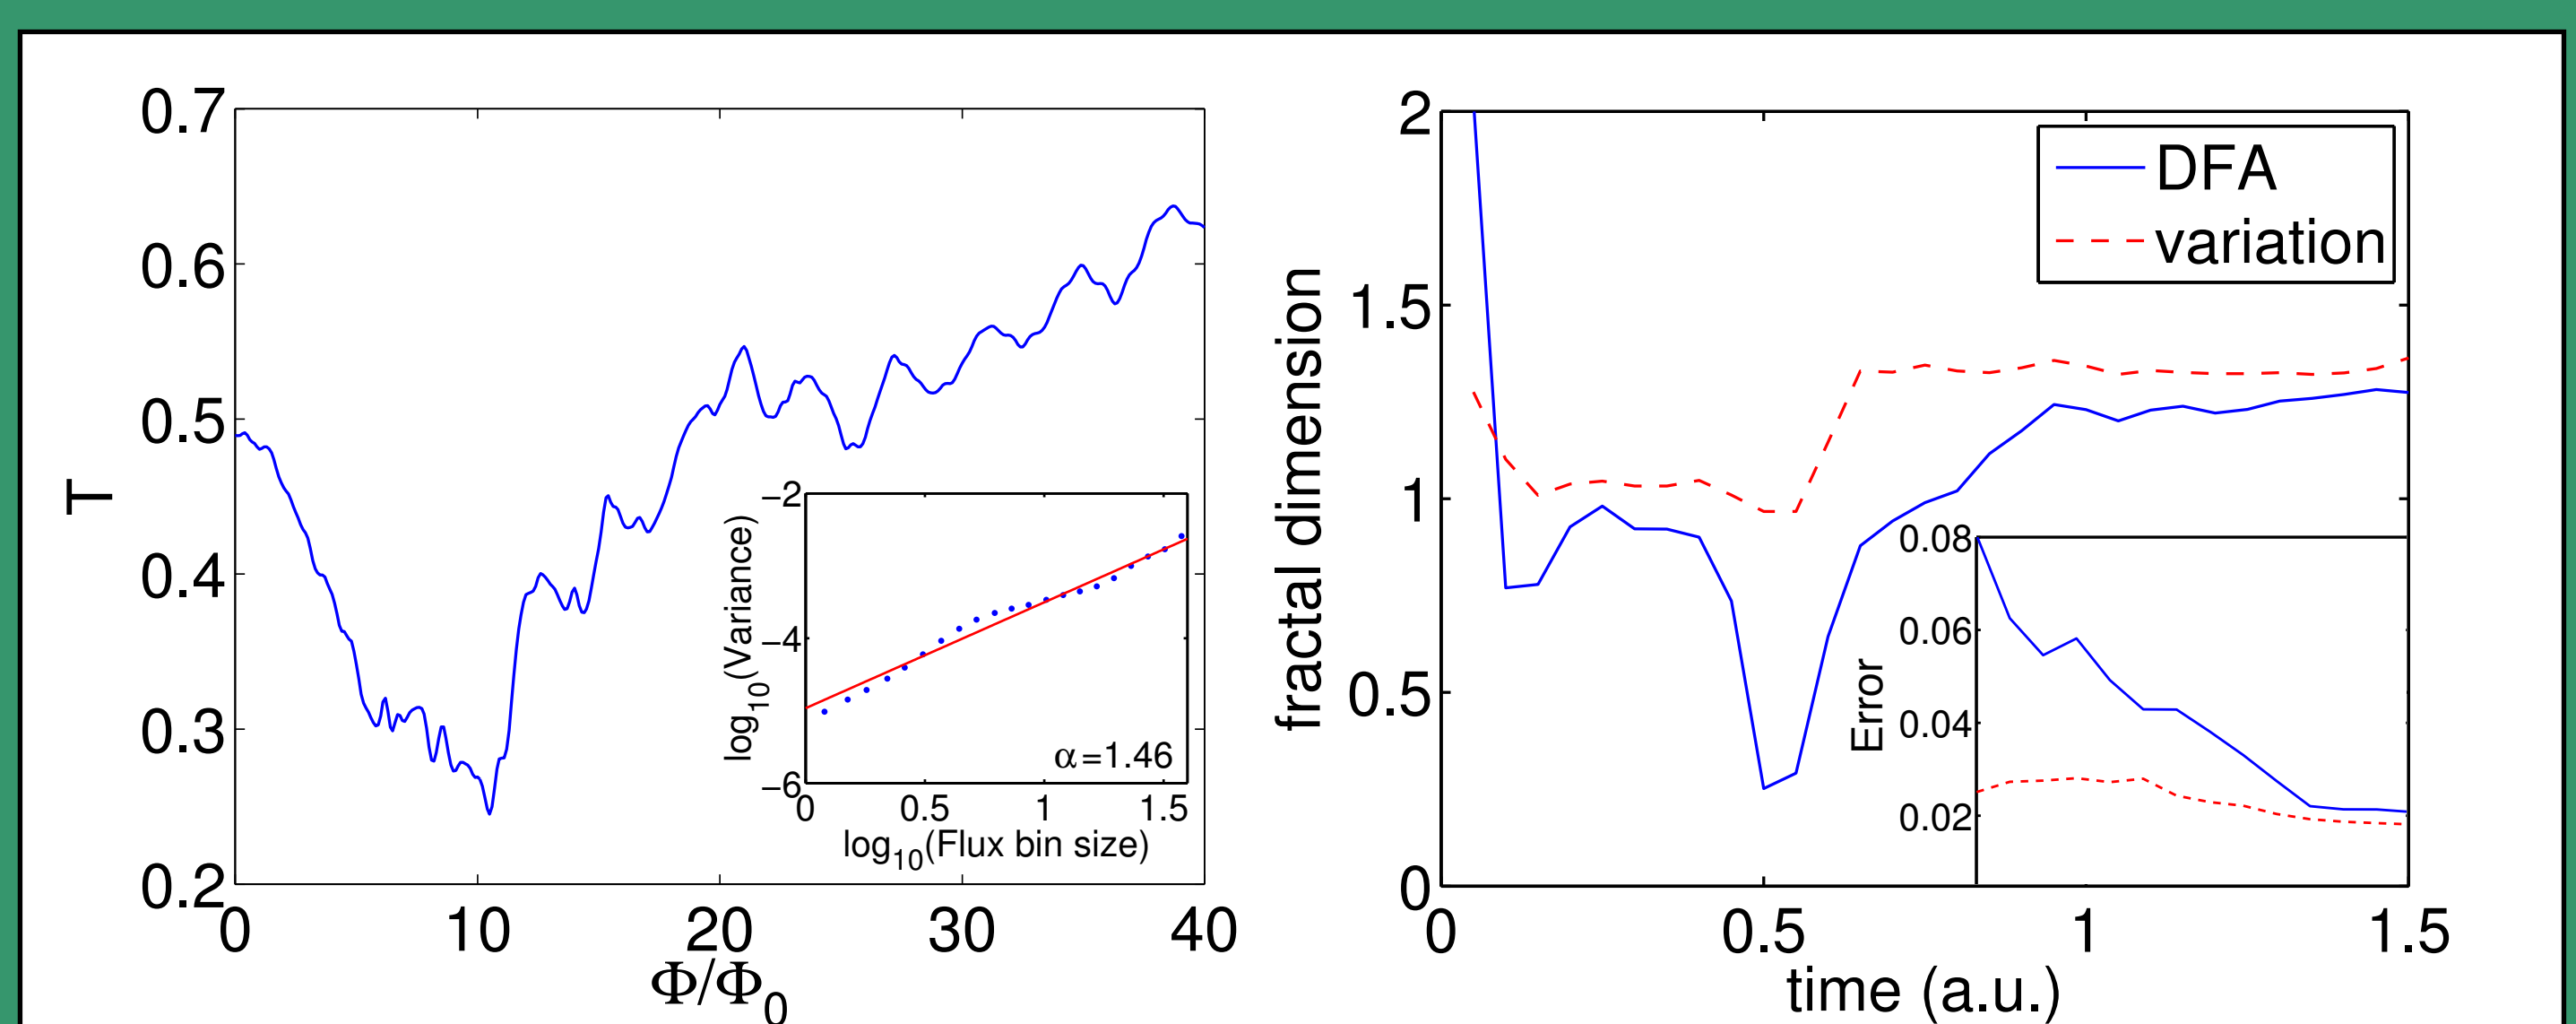 0.7
0.6
0.5
0.4
0.3
0.2
T
0 10 20 30 40
Φ/Φ0
−2
−4
−6
log10(Variance)
α=1.46
0 0.5 1 1.5
log10(Flux bin size)
2
1.5
1
0.5
0
fractal dimension
DFA
variation
0.08
0.06
0.04
0.02
Error
0 0.5 1 1.5
time (a.u.)